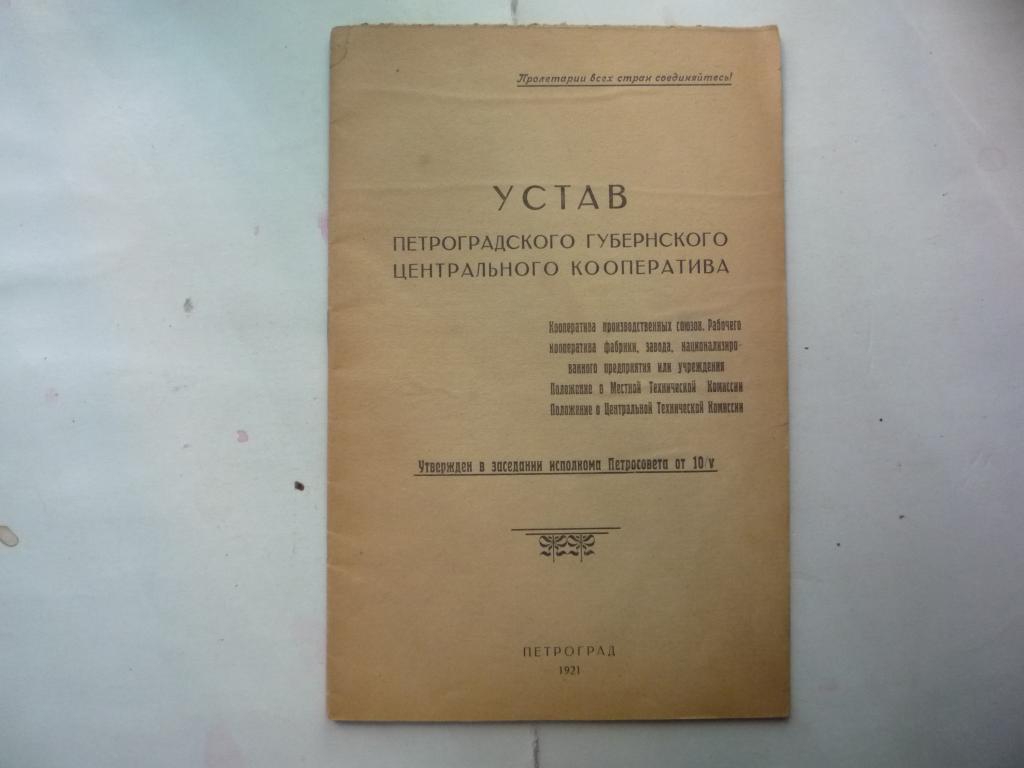 Пролетарии всех стран соединяйтесь!
УСТАВ
ПЕТРОГРАДСКОГО ГУБЕРНСКОГО
ЦЕНТРАЛЬНОГО КООПЕРАТИВА
Кооператива производственных союзов. Рабочего
кооператива фабрики, завода, национализиро-
ванного предприятия или учреждения
Положение о Местной Технической Комиссии
Положение о Центральной Технической Комиссии
Утвержден в заседании исполкома Петросовета от 10/v
ПЕТРОГРАД
1921